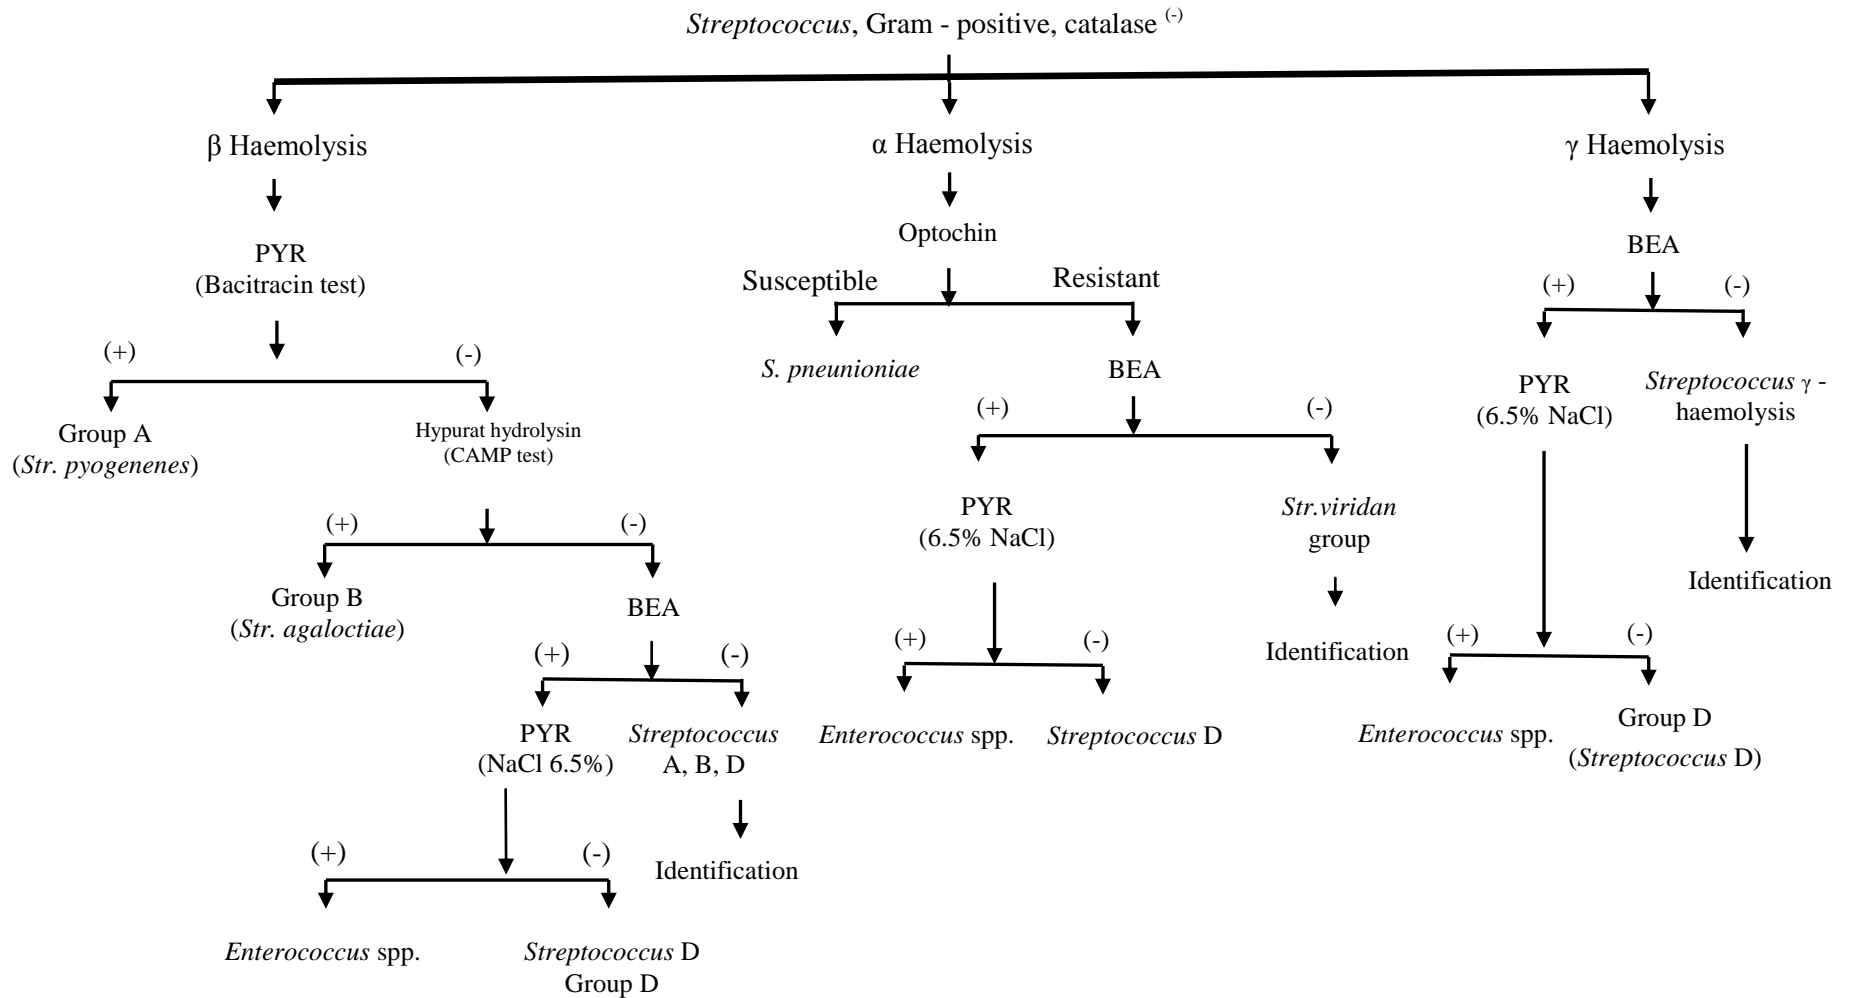 Streptococcus, Gram - positive, catalase (-)
β Haemolysis
α Haemolysis
γ Haemolysis
PYR
(Bacitracin test)
Optochin
BEA
Susceptible
Resistant
(+)
(-)
(+)
(-)
S. pneunioniae
BEA
PYR
(6.5% NaCl)
Streptococcus γ -
haemolysis
Group A
(Str. pyogenenes)
Hypurat hydrolysin
(CAMP test)
(+)
(-)
PYR
(6.5% NaCl)
Str.viridan
group
Identification
(+)
(-)
Group B
(Str. agaloctiae)
BEA
Identification
(+)
(-)
(+)
(-)
(+)
(-)
PYR
(NaCl 6.5%)
Streptococcus
A, B, D
Enterococcus spp.
Streptococcus D
Enterococcus spp.
Group D
(Streptococcus D)
Identification
(+)
(-)
Enterococcus spp.
Streptococcus D
Group D